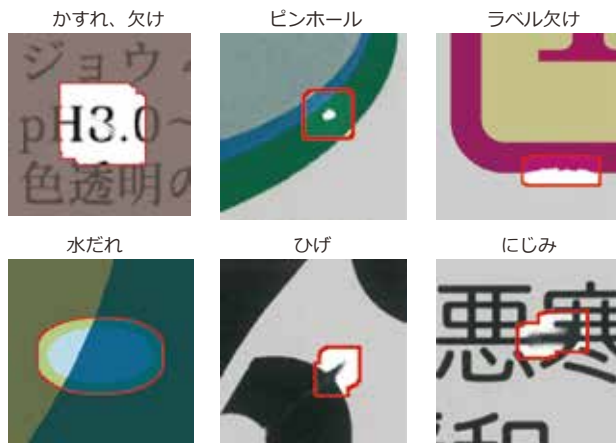 かすれ、欠け
ピンホール
ラベル欠け
ジョウ
pH3.0～
色透明の
水だれ
ひげ
にじみ
悪寒